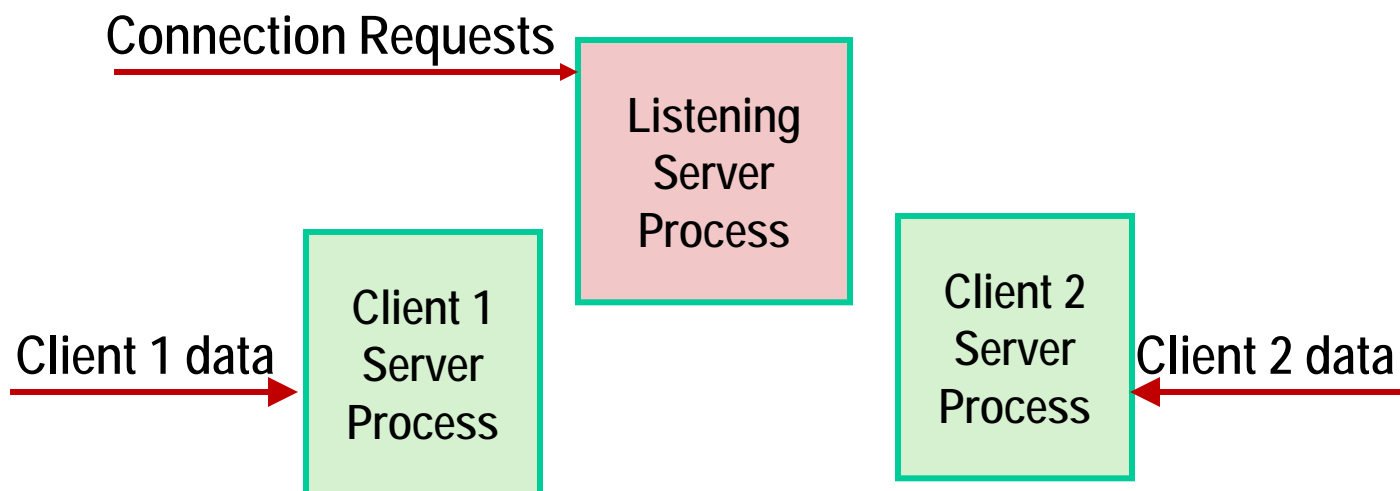 Connection Requests
Listening
Server
Process
Client 1
Server
Process
Client 2
Server
Process
Client 1 data
Client 2 data